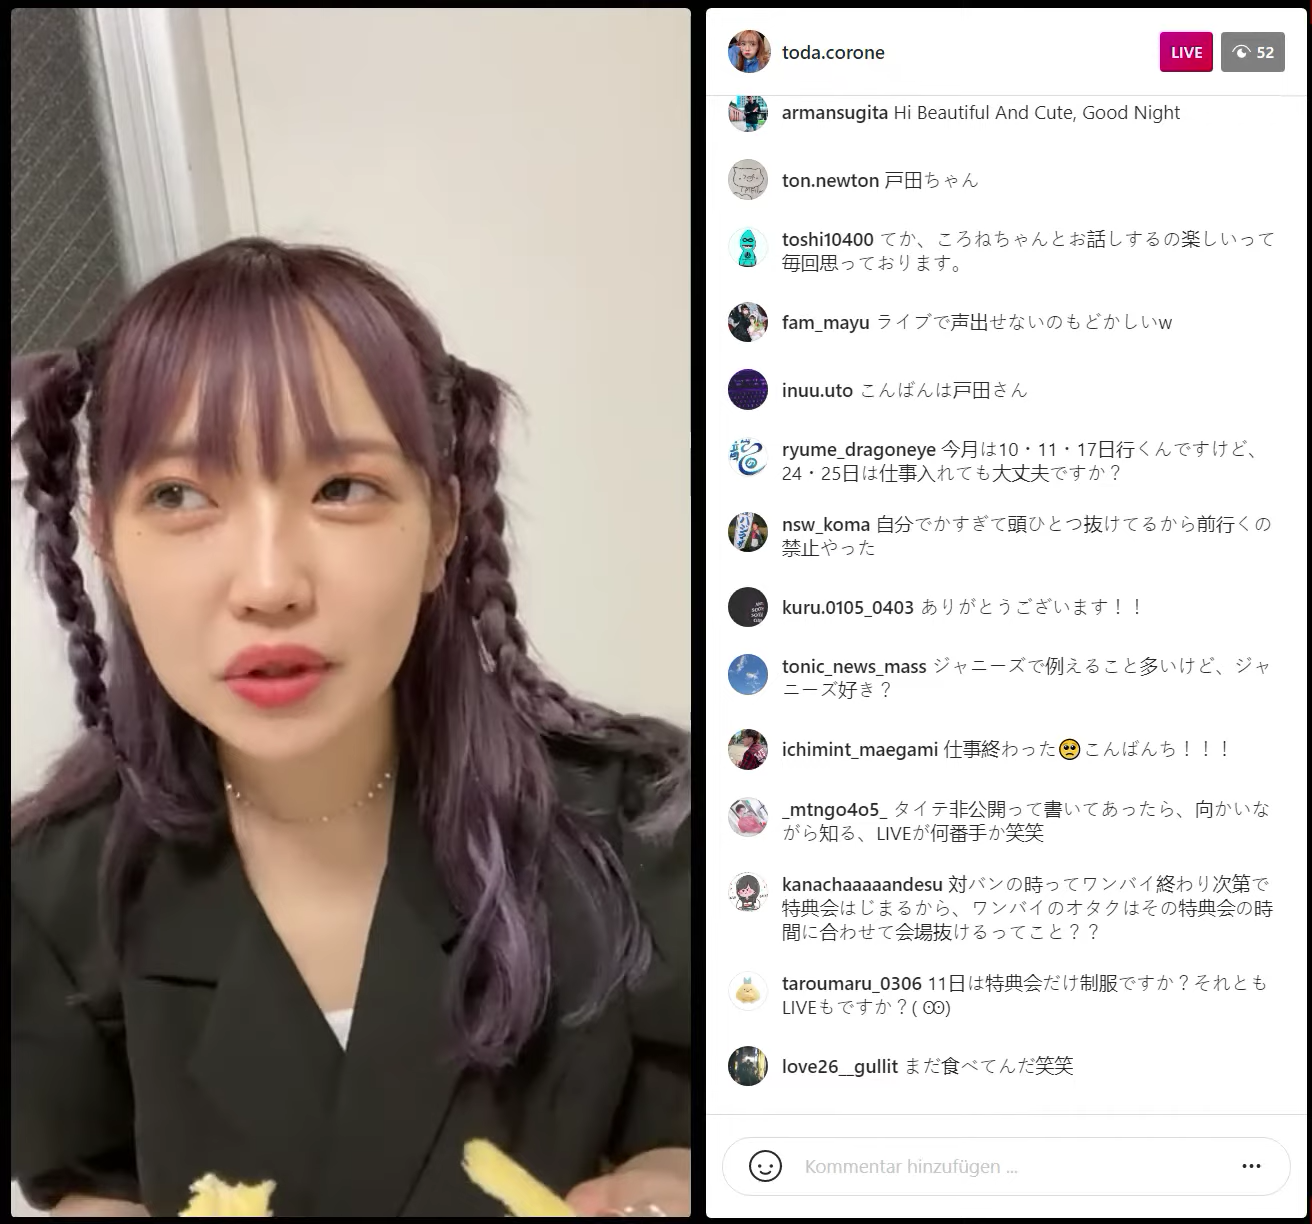 toda.corone
LIVE
52
armansugita Hi Beautiful And Cute, Good Night
ton.newton 戸田ちゃん
toshi10400 てか、ころねちゃんとお話しするの楽しいって
毎回思っております。
fam_mayu ライブで声出せないのもどかしいw
inuu.uto こんばんは戸田さん
ryume_dragoneye 今月は10・11・17日行くんですけど、
24・25日は仕事入れても大丈夫ですか？
nsw_koma 自分でかすぎて頭ひとつ抜けてるから前行くの
禁止やった
kuru.0105_0403 ありがとうございます！！
tonic_news_mass ジャニーズで例えること多いけど、ジャ
ニーズ好き？
ichimint_maegami 仕事終わった🥺こんばんち！！！
_mtngo4o5_ タイテ非公開って書いてあったら、向かいな
がら知る、LIVEが何番手か笑笑
kanachaaaaandesu 対バンの時ってワンバイ終わり次第で
特典会はじまるから、ワンバイのオタクはその特典会の時
間に合わせて会場抜けるってこと？？
taroumaru_0306 11日は特典会だけ制服ですか？それとも
LIVEもですか？( ꙭ)
love26__gullit まだ食べてんだ笑笑
Kommentar hinzufügen ...